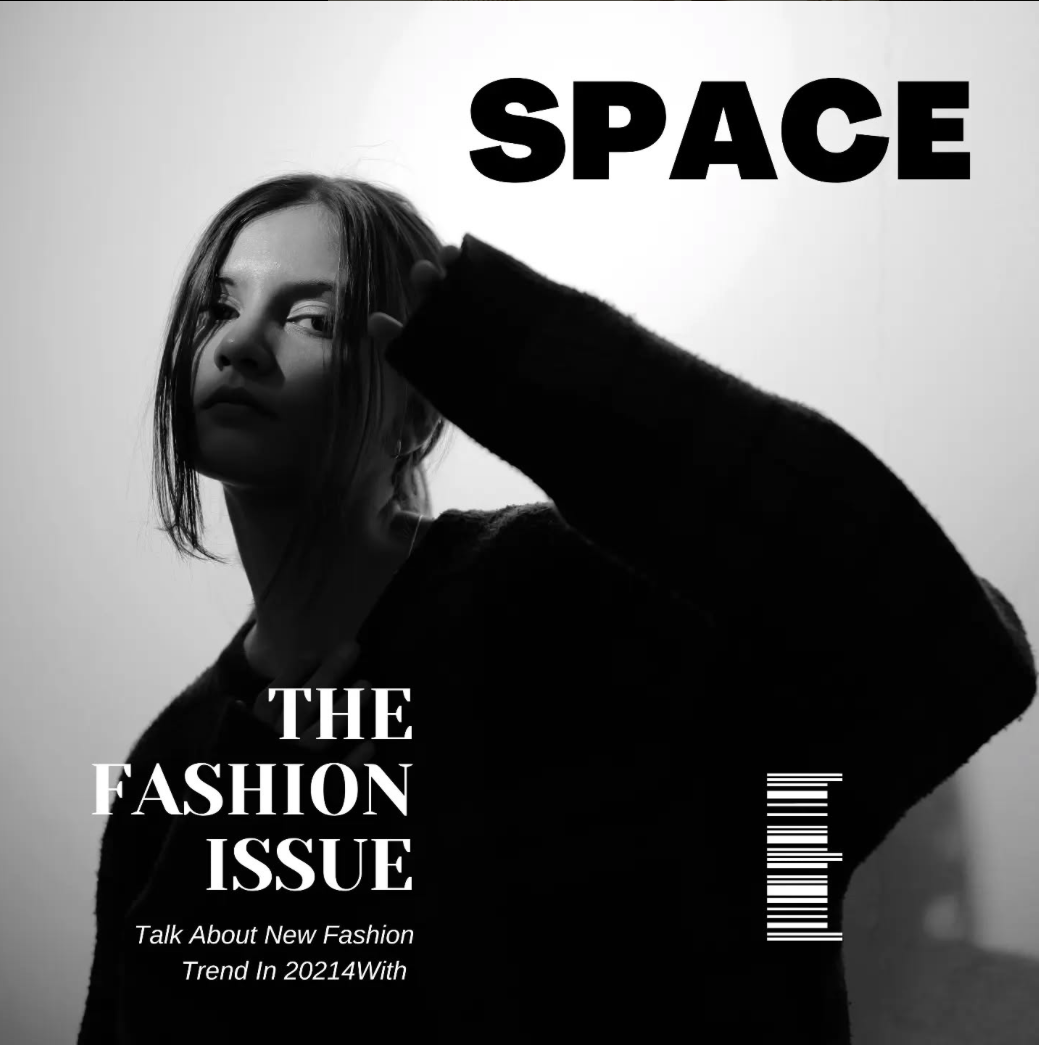 SPACE
THE
FASHION
ISSUE
Talk About New Fashion
Trend In 20214With